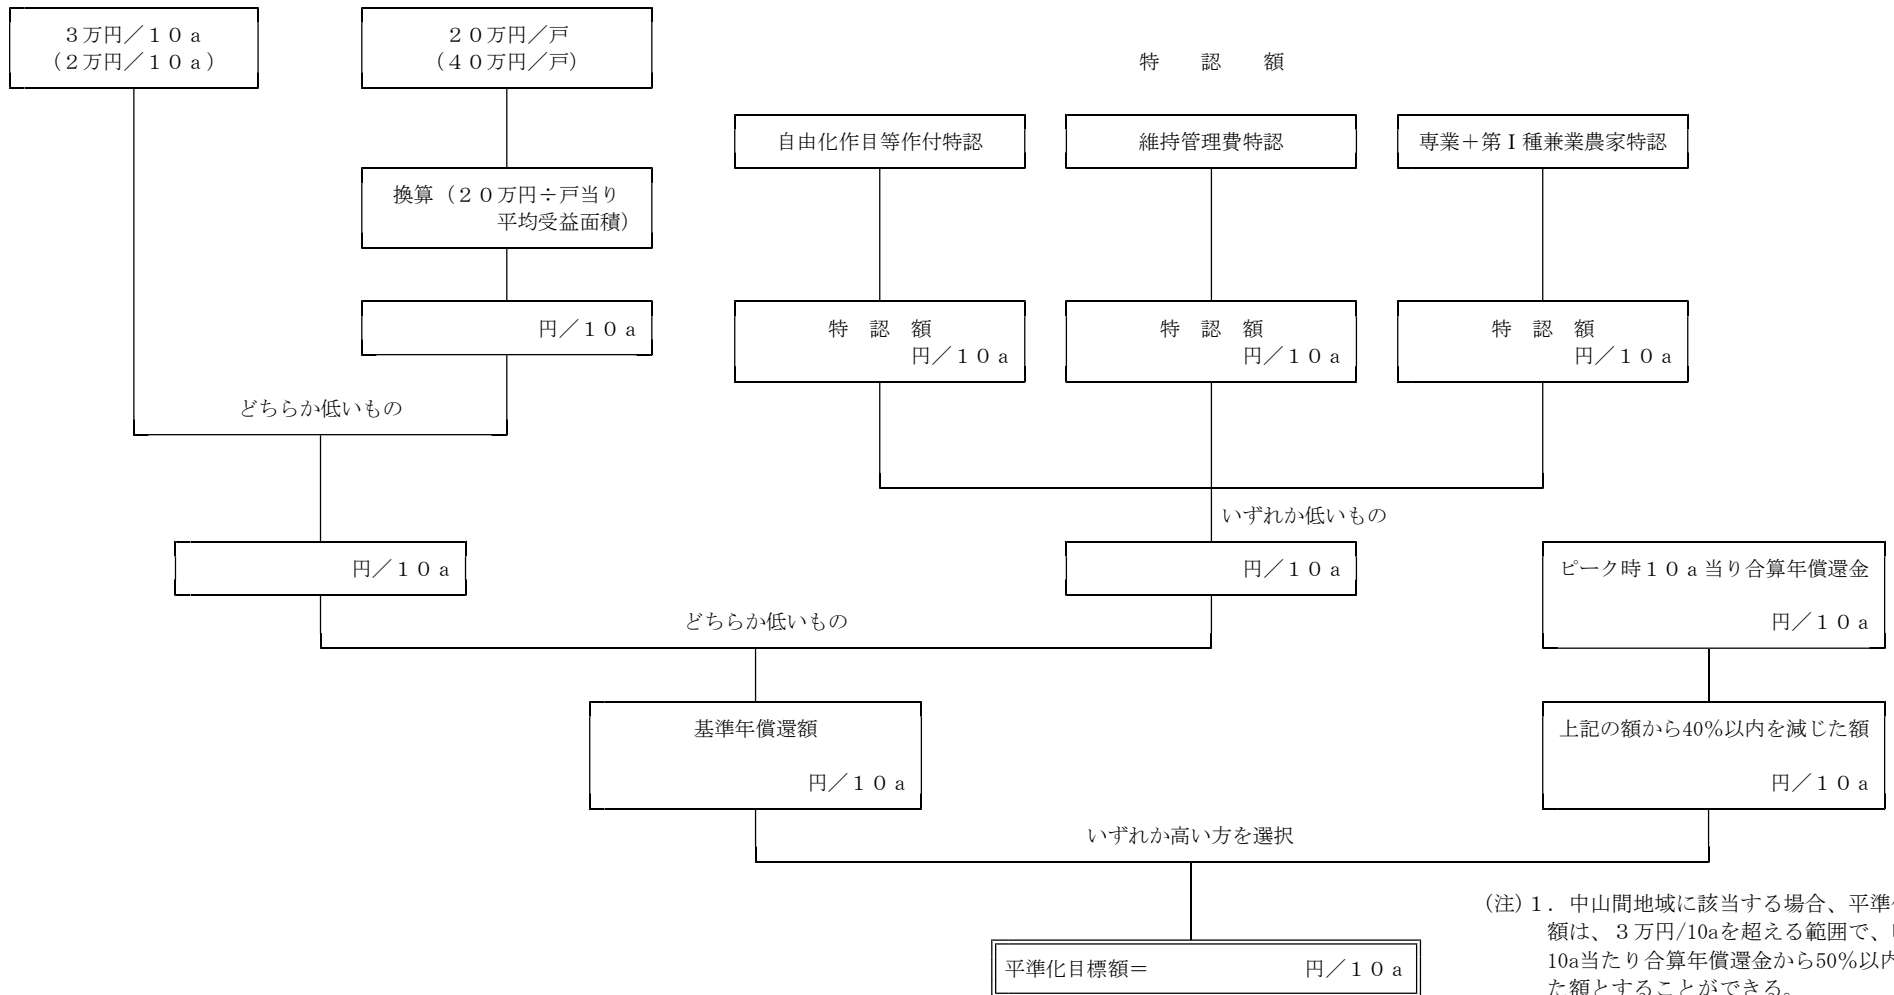 ３万円／１０ａ
（２万円／１０ａ）
２０万円／戸
（４０万円／戸）
特　認　額
自由化作目等作付特認
維持管理費特認
専業＋第Ⅰ種兼業農家特認
換算（２０万円÷戸当り
平均受益面積）
円／１０ａ
特　認　額
円／１０ａ
特　認　額
円／１０ａ
特　認　額
円／１０ａ
どちらか低いもの
いずれか低いもの
円／１０ａ
円／１０ａ
ピーク時１０ａ当り合算年償還金
円／１０ａ
どちらか低いもの
基準年償還額
円／１０ａ
上記の額から40％以内を減じた額
円／１０ａ
いずれか高い方を選択
（注）１．中山間地域に該当する場合、平準
額は、３万円/10aを超える範囲で、
10a当たり合算年償還金から50％以内
た額とすることができる。
平準化目標額＝　円／１０ａ